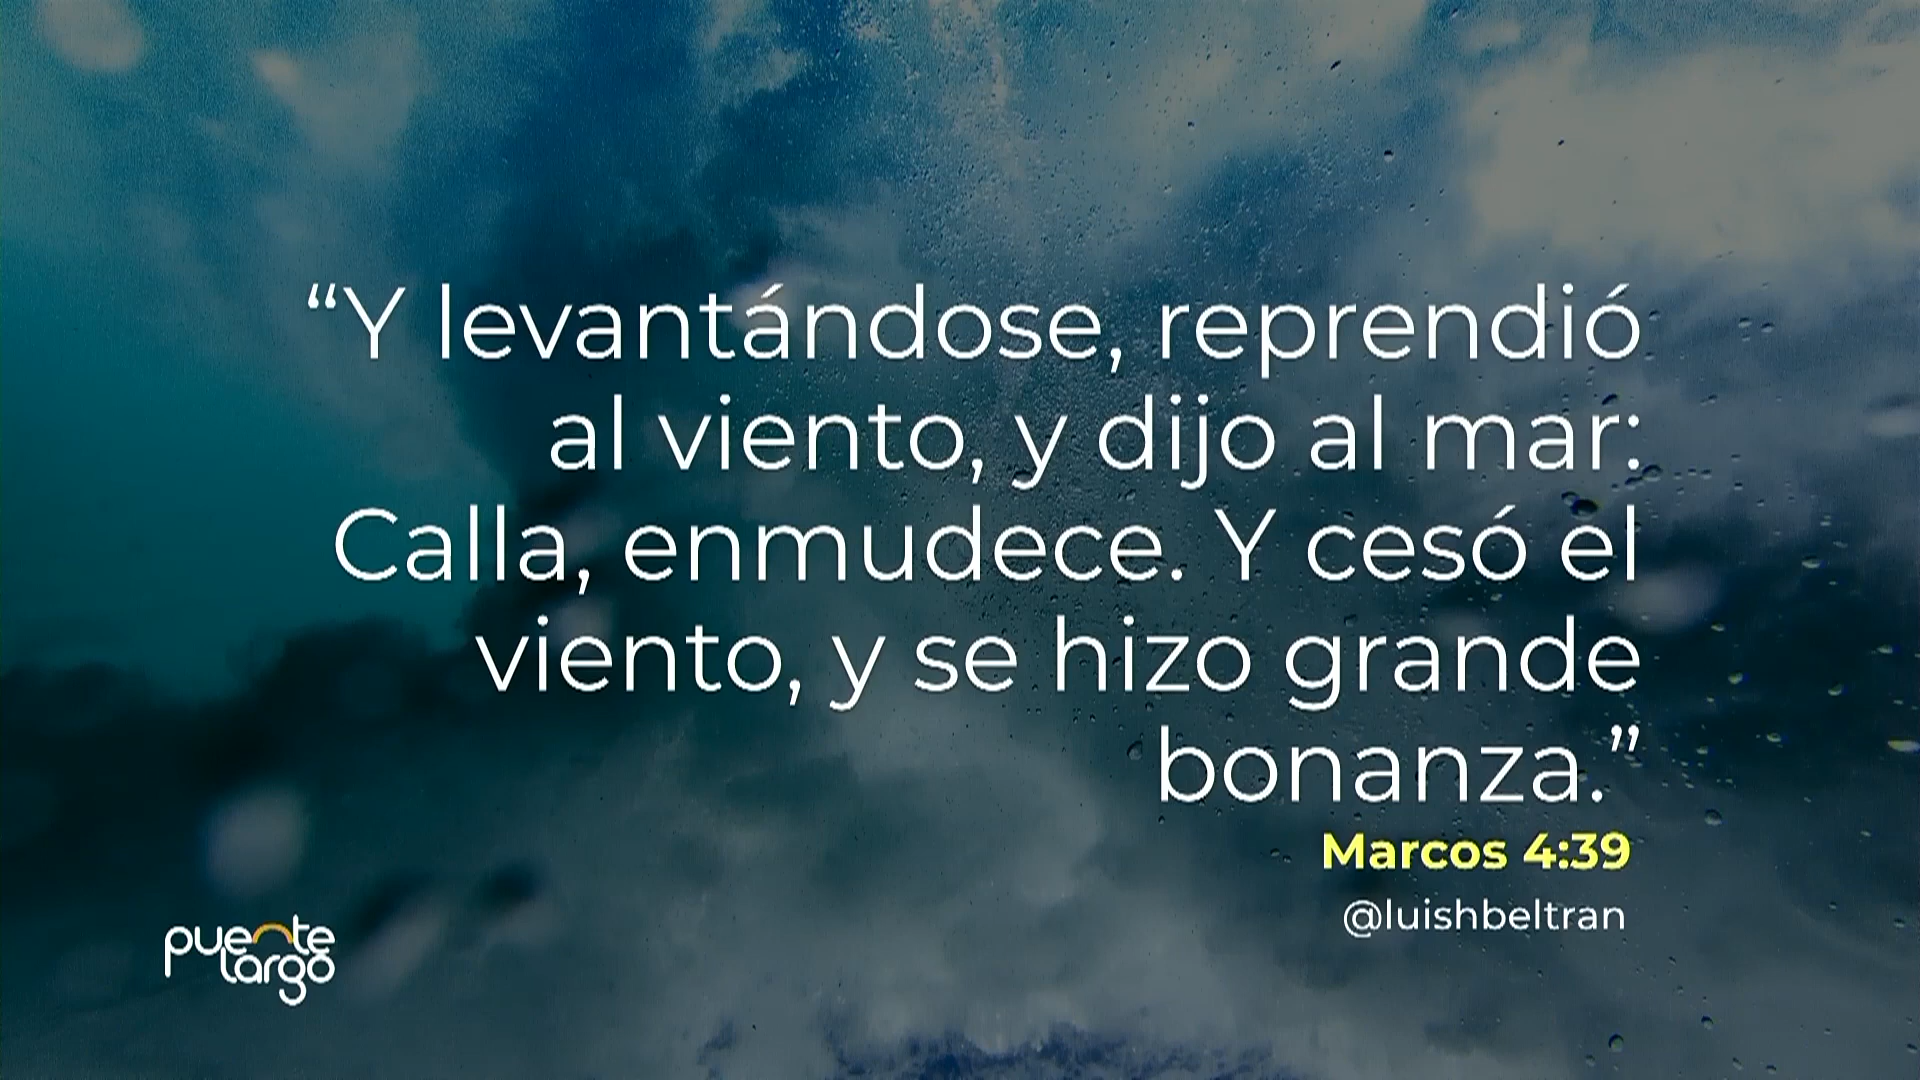 “Y levantándose, reprendió
al viento, y dijo al mar:
Calla, enmudece. Y cesó el
viento, y se hizo grande
bonanza.”
Marcos 4:39
@luishbeltran
puente
largo